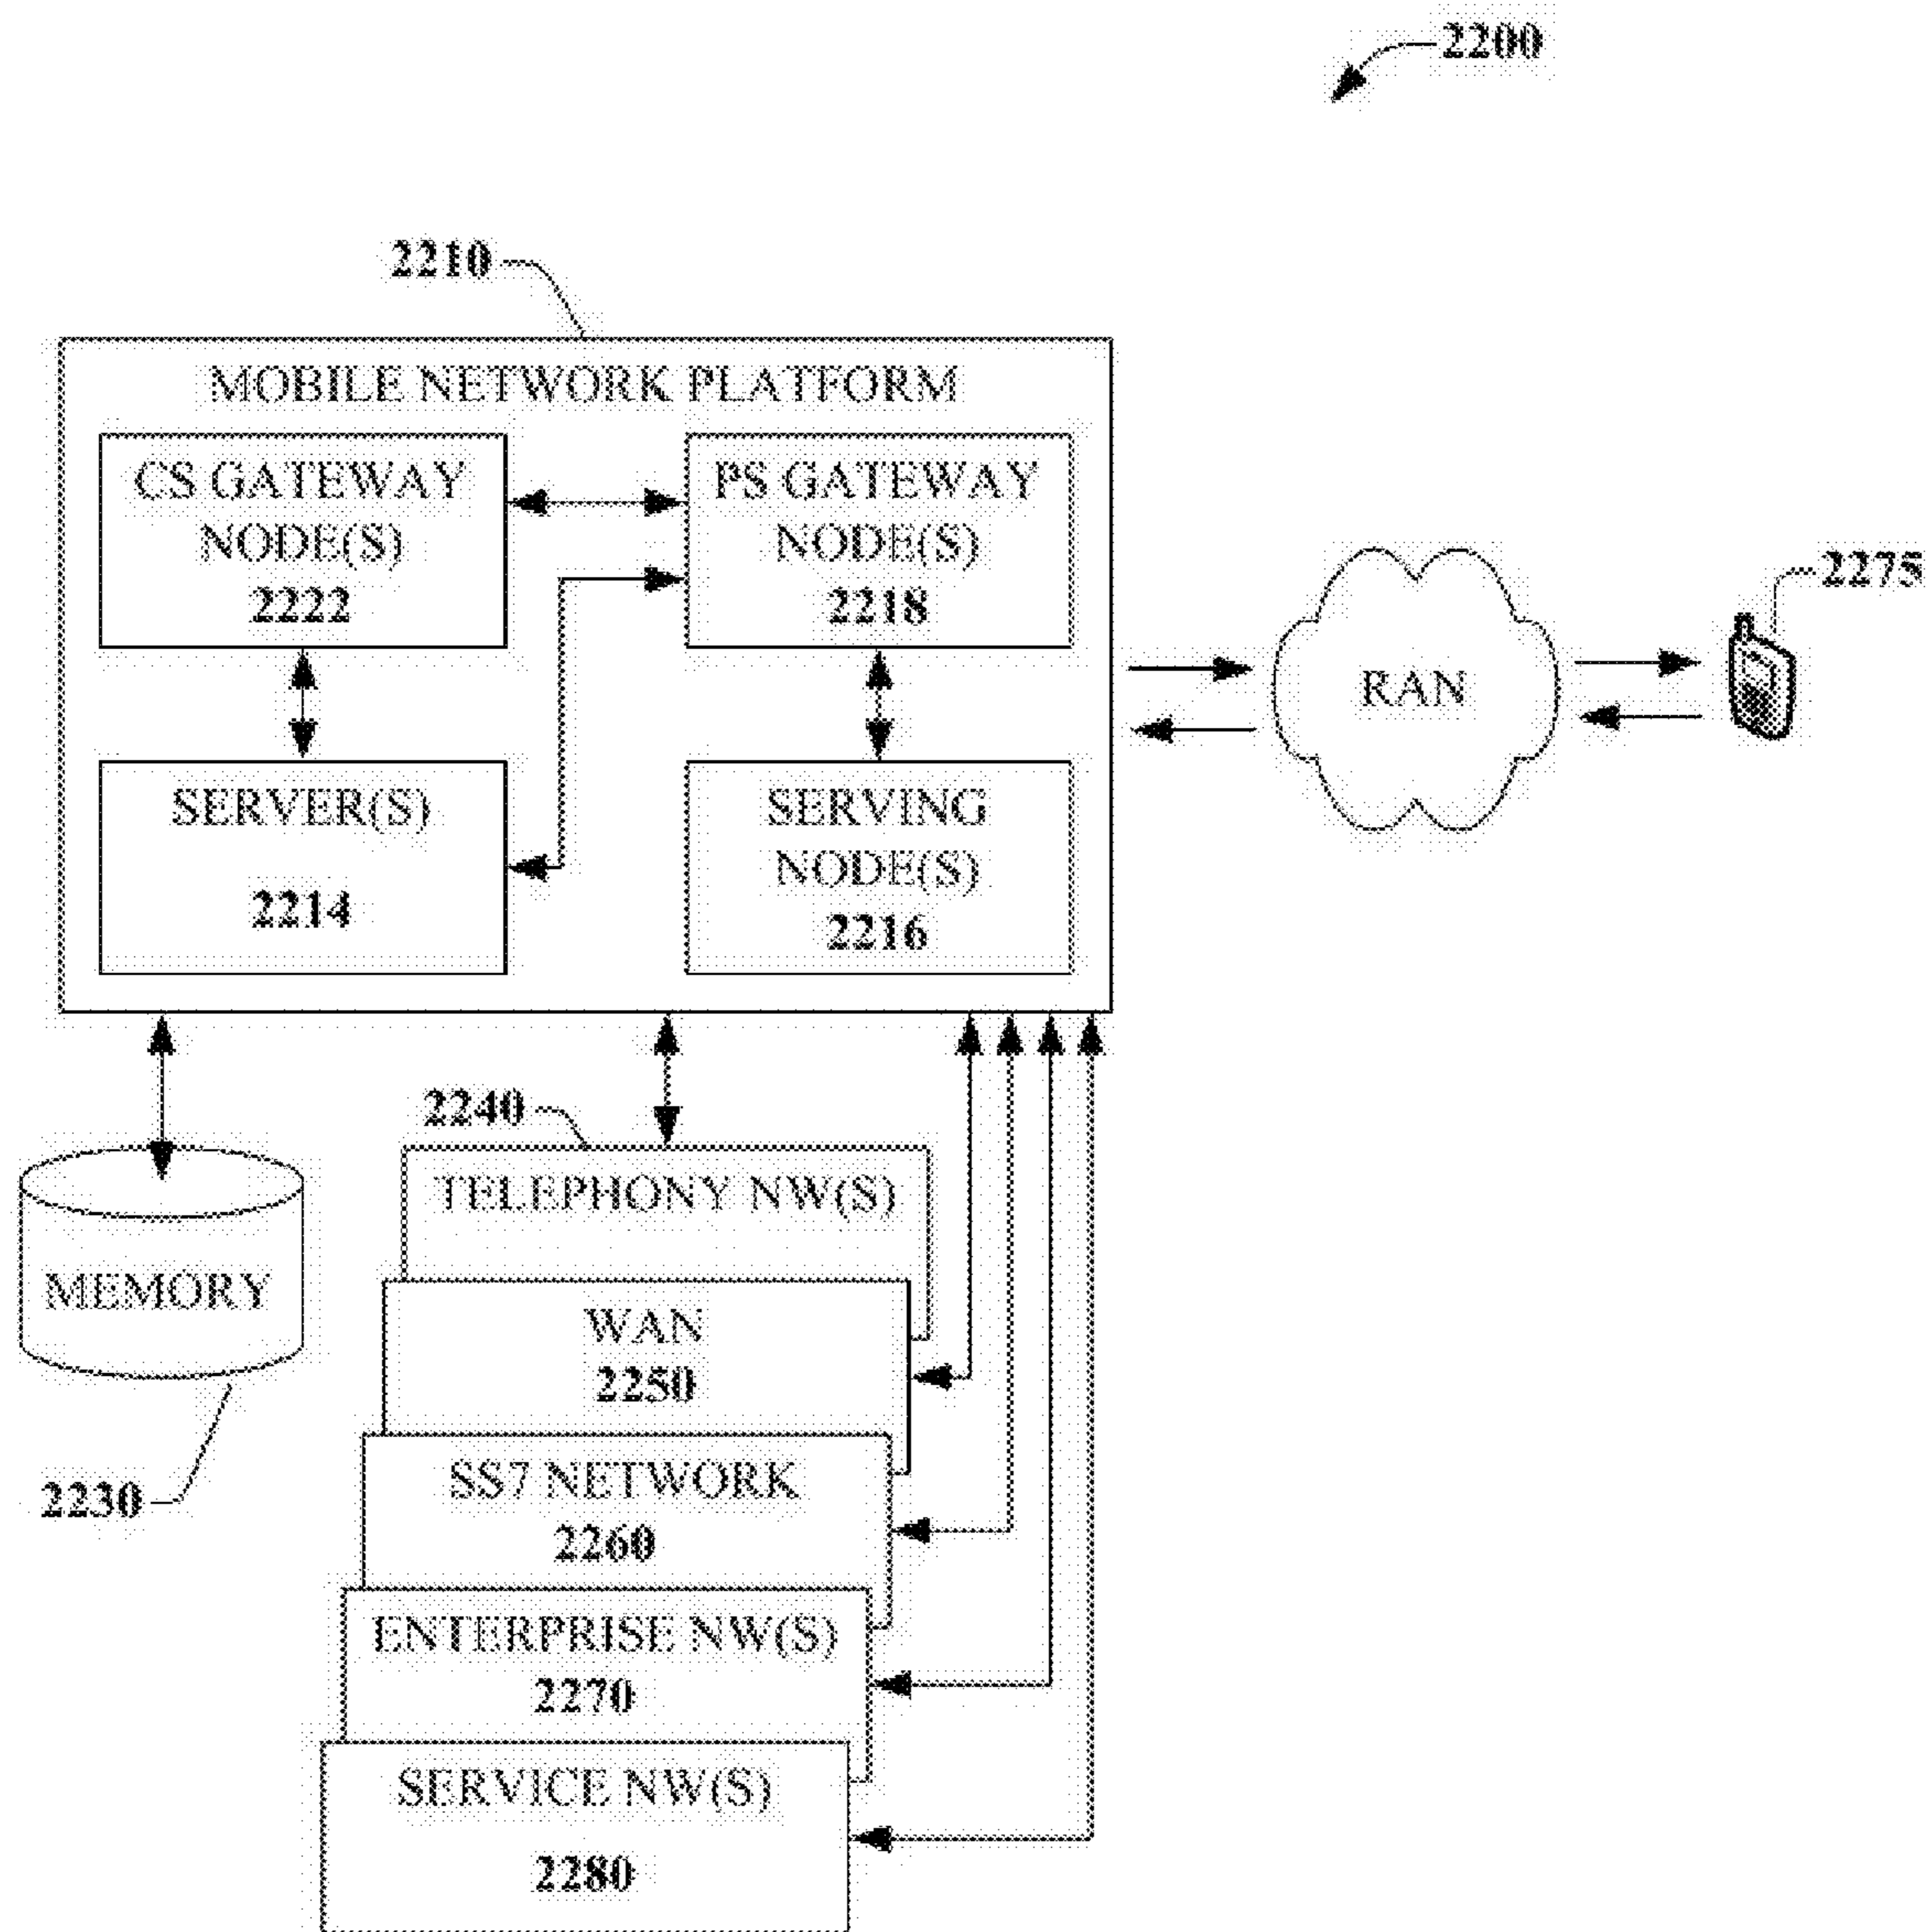 2200
2210
MOBILE NETWORK PLATFORM
CS GATEWAY
NODE(S)
2222
PS GATEWAY
NODE(S)
2218
SERVER(S)
2214
SERVING
NODE(S)
2216
RAN
2275
2240
TELEPHONY NW(S)
MEMORY
2230
WAN
2250
SS7 NETWORK
2260
ENTERPRISE NW(S)
2270
SERVICE NW(S)
2280